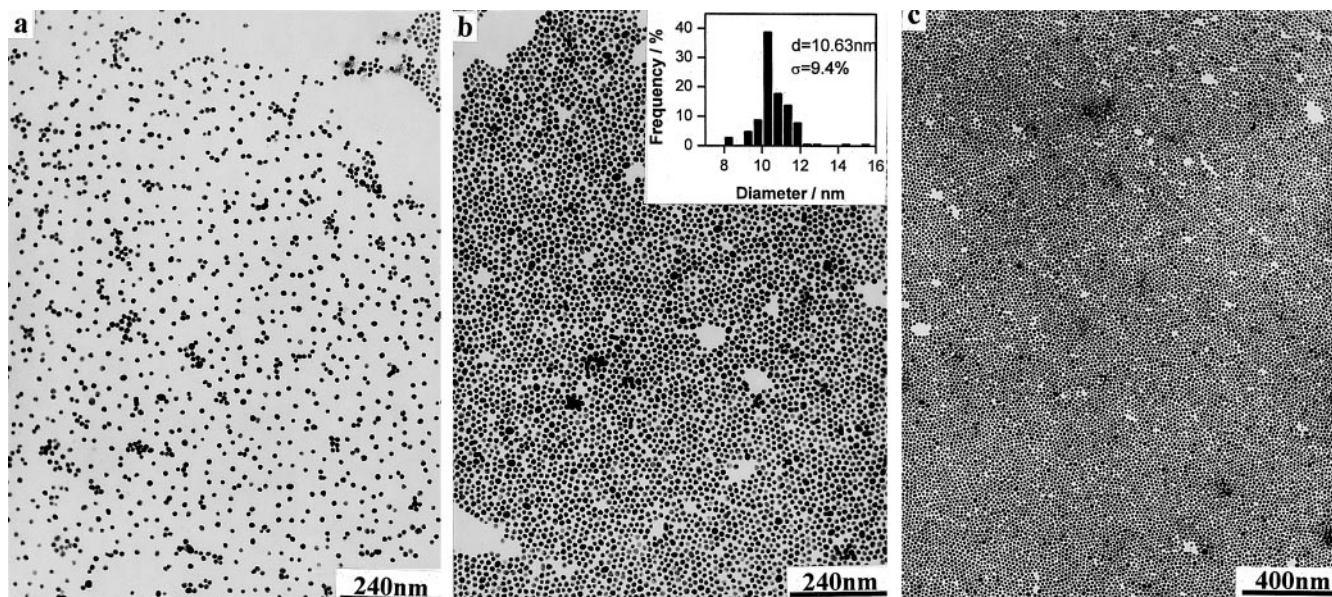 a
240nm
b
Frequency / %
40
30
20
10
0
d=10.63nm
σ=9.4%
8 10 12 14 16
Diameter / nm
240nm
c
400nm